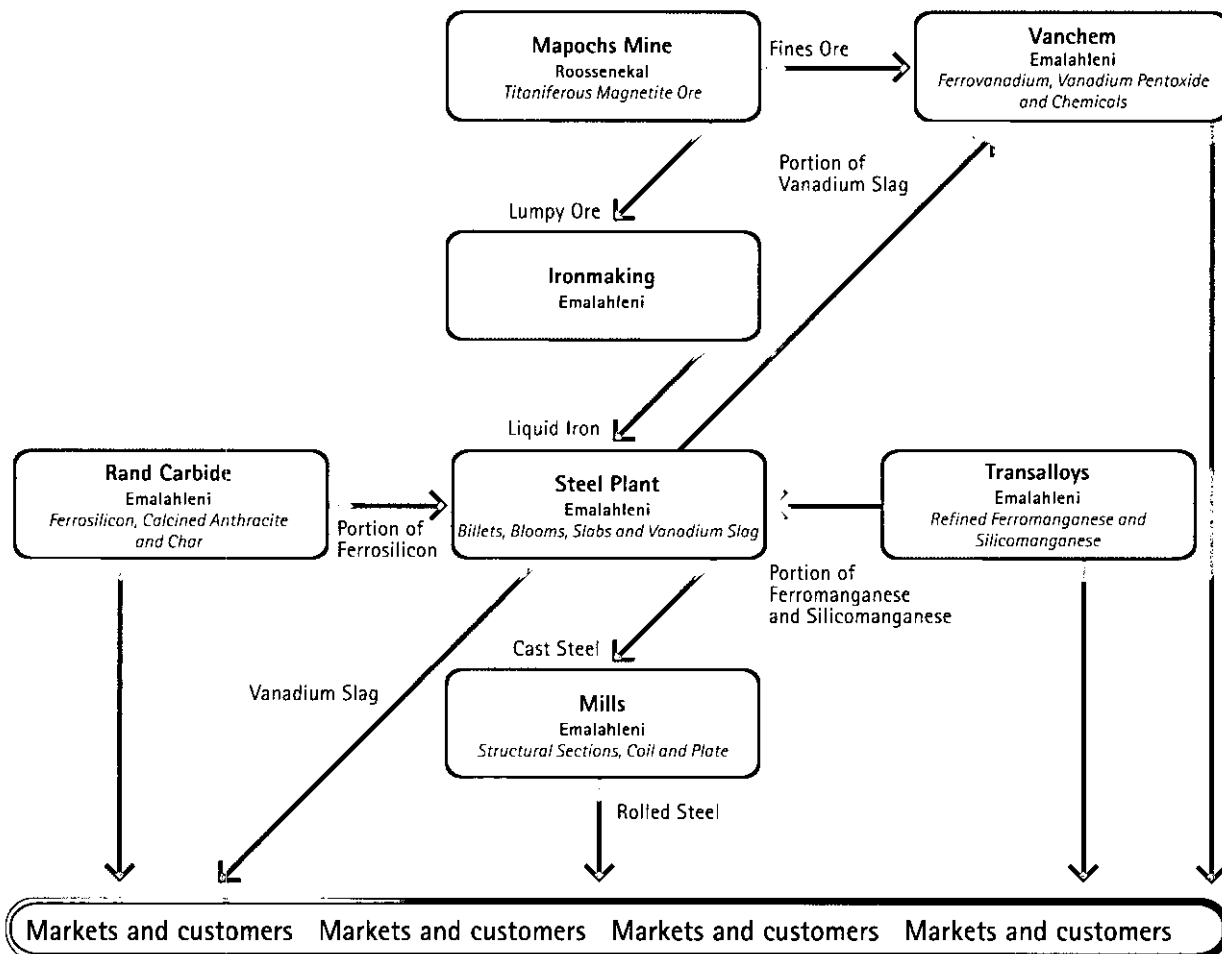 Mapochs Mine
Roossenekal
Titaniferous Magnetite Ore
Fines Ore
Vanchem
Emalahleni
Ferrovanadium, Vanadium Pentoxide
and Chemicals
Portion of
Vanadium Slag
Lumpy Ore
Ironmaking
Emalahleni
Liquid Iron
Rand Carbide
Emalahleni
Ferrosilicon, Calcined Anthracite
and Char
Portion of
Ferrosilicon
Steel Plant
Emalahleni
Billets, Blooms, Slabs and Vanadium Slag
Transalloys
Emalahleni
Refined Ferromanganese and
Silicomanganese
Portion of
Ferromanganese
and Silicomanganese
Cast Steel
Vanadium Slag
Mills
Emalahleni
Structural Sections, Coil and Plate
Rolled Steel
Markets and customers Markets and customers Markets and customers Markets and customers